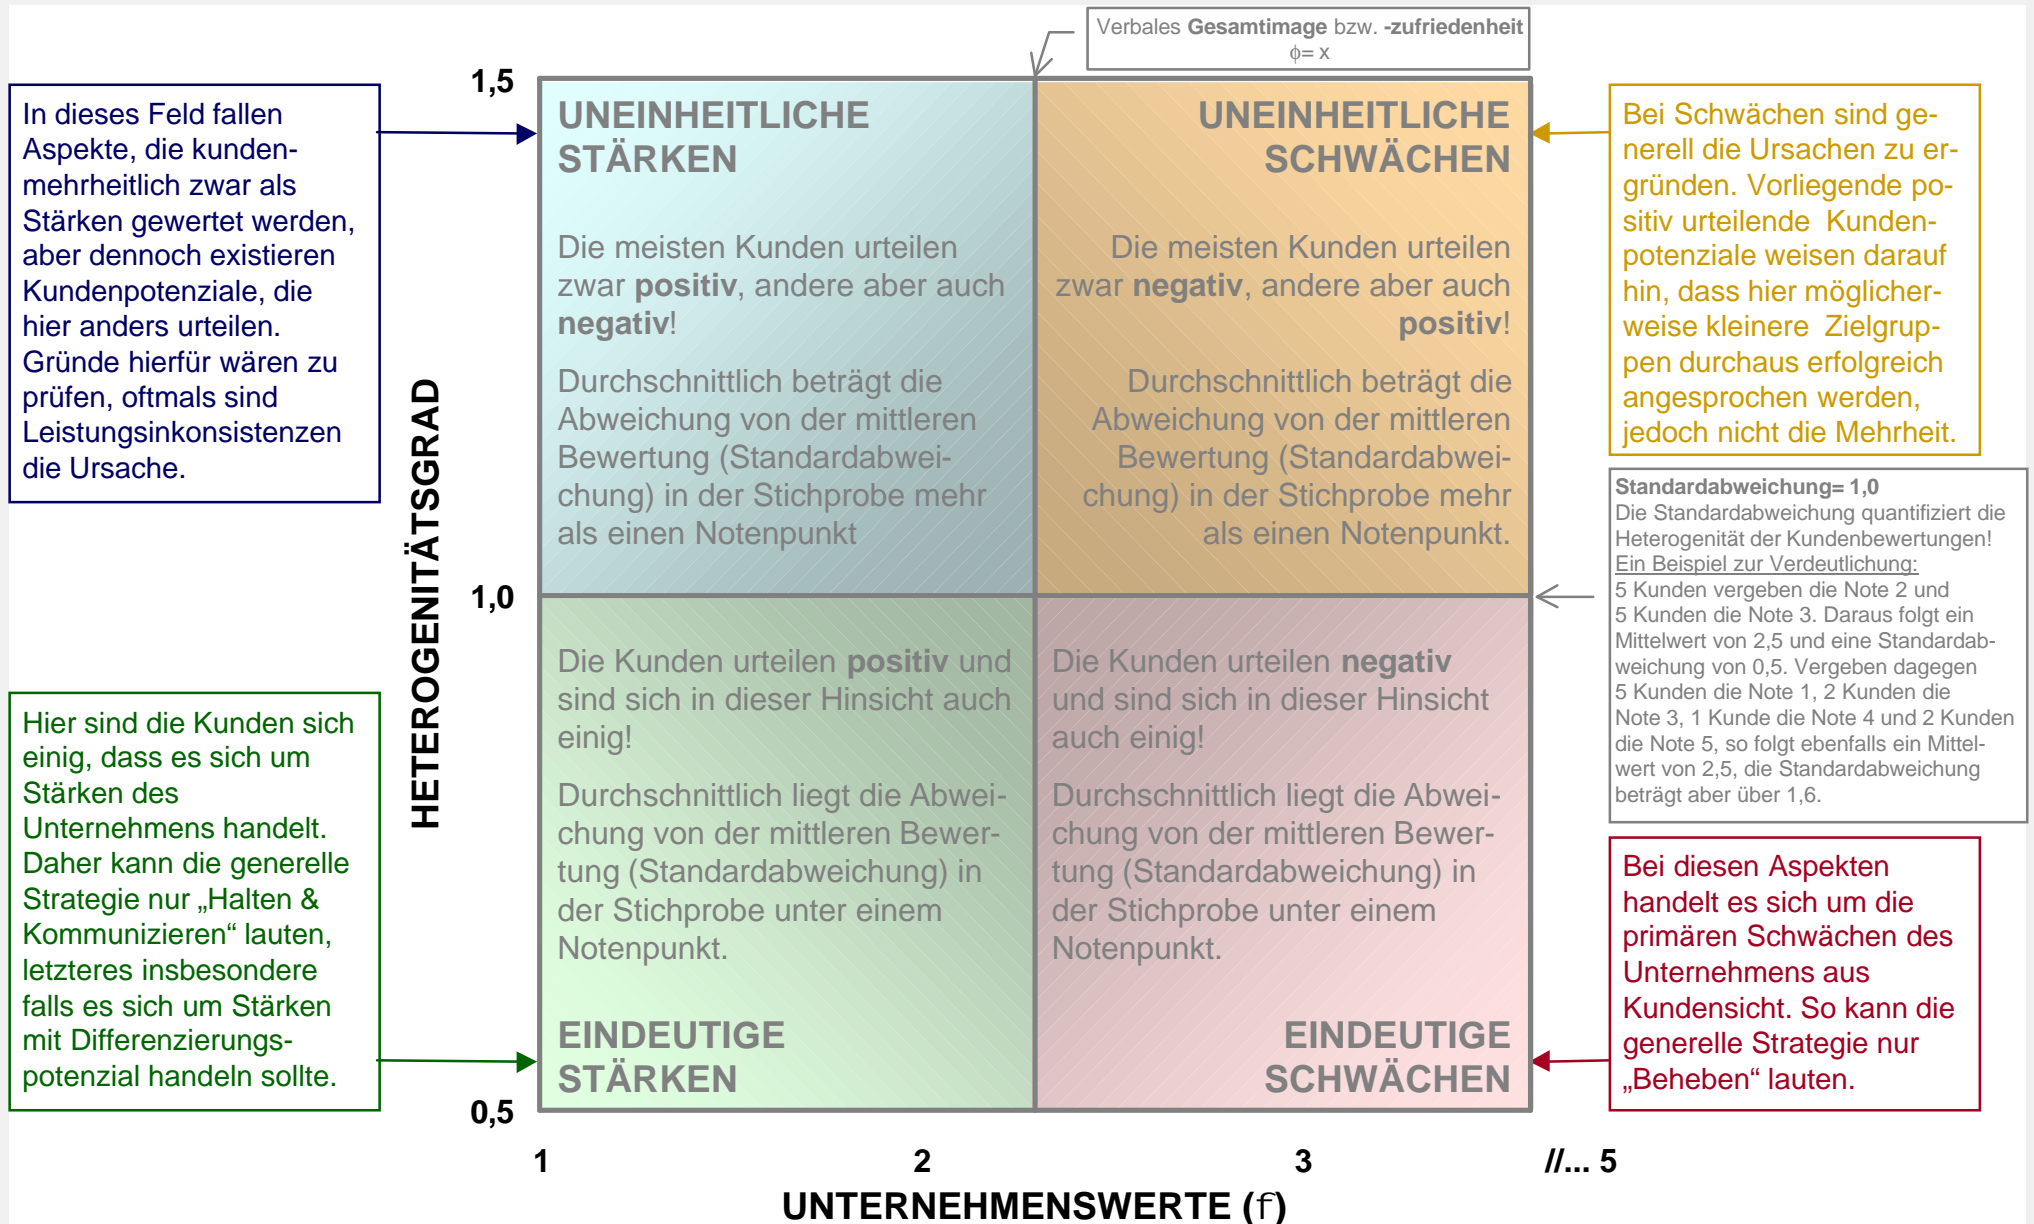 Verbales Gesamtimage bzw. -zufriedenheit
ϕ= x
In dieses Feld fallen
Aspekte, die kunden-
mehrheitlich zwar als
Stärken gewertet werden,
aber dennoch existieren
Kundenpotenziale, die
hier anders urteilen.
Gründe hierfür wären zu
prüfen, oftmals sind
Leistungsinkonsistenzen
die Ursache.
Hier sind die Kunden sich
einig, dass es sich um
Stärken des
Unternehmens handelt.
Daher kann die generelle
Strategie nur „Halten &
Kommunizieren“ lauten,
letzteres insbesondere
falls es sich um Stärken
mit Differenzierungs-
potenzial handeln sollte.
HETEROGENITÄTSGRAD
1,5
1,0
0,5
UNEINHEITLICHE
STÄRKEN
Die meisten Kunden urteilen
zwar positiv, andere aber auch
negativ!
Durchschnittlich beträgt die
Abweichung von der mittleren
Bewertung (Standardabwei-
chung) in der Stichprobe mehr
als einen Notenpunkt
UNEINHEITLICHE
SCHWÄCHEN
Die meisten Kunden urteilen
zwar negativ, andere aber auch
positiv!
Durchschnittlich beträgt die
Abweichung von der mittleren
Bewertung (Standardabwei-
chung) in der Stichprobe mehr
als einen Notenpunkt.
Die Kunden urteilen positiv und
sind sich in dieser Hinsicht auch
einig!
Durchschnittlich liegt die Abwei-
chung von der mittleren Bewer-
tung (Standardabweichung) in
der Stichprobe unter einem
Notenpunkt.
EINDEUTIGE
STÄRKEN
Die Kunden urteilen negativ
und sind sich in dieser Hinsicht
auch einig!
Durchschnittlich liegt die Abwei-
chung von der mittleren Bewer-
tung (Standardabweichung) in
der Stichprobe unter einem
Notenpunkt.
EINDEUTIGE
SCHWÄCHEN
Bei Schwächen sind ge-
nerell die Ursachen zu er-
gründen. Vorliegende po-
sitiv urteilende Kunden-
potenziale weisen darauf
hin, dass hier möglicher-
weise kleinere Zielgrup-
pen durchaus erfolgreich
angesprochen werden,
jedoch nicht die Mehrheit.
Standardabweichung= 1,0
Die Standardabweichung quantifiziert die
Heterogenität der Kundenbewertungen!
Ein Beispiel zur Verdeutlichung:
5 Kunden vergeben die Note 2 und
5 Kunden die Note 3. Daraus folgt ein
Mittelwert von 2,5 und eine Standardab-
weichung von 0,5. Vergeben dagegen
5 Kunden die Note 1, 2 Kunden die
Note 3, 1 Kunde die Note 4 und 2 Kunden
die Note 5, so folgt ebenfalls ein Mittel-
wert von 2,5, die Standardabweichung
beträgt aber über 1,6.
Bei diesen Aspekten
handelt es sich um die
primären Schwächen des
Unternehmens aus
Kundensicht. So kann die
generelle Strategie nur
„Beheben“ lauten.
1
2
3
//... 5
UNTERNEHMENSWERTE (f)